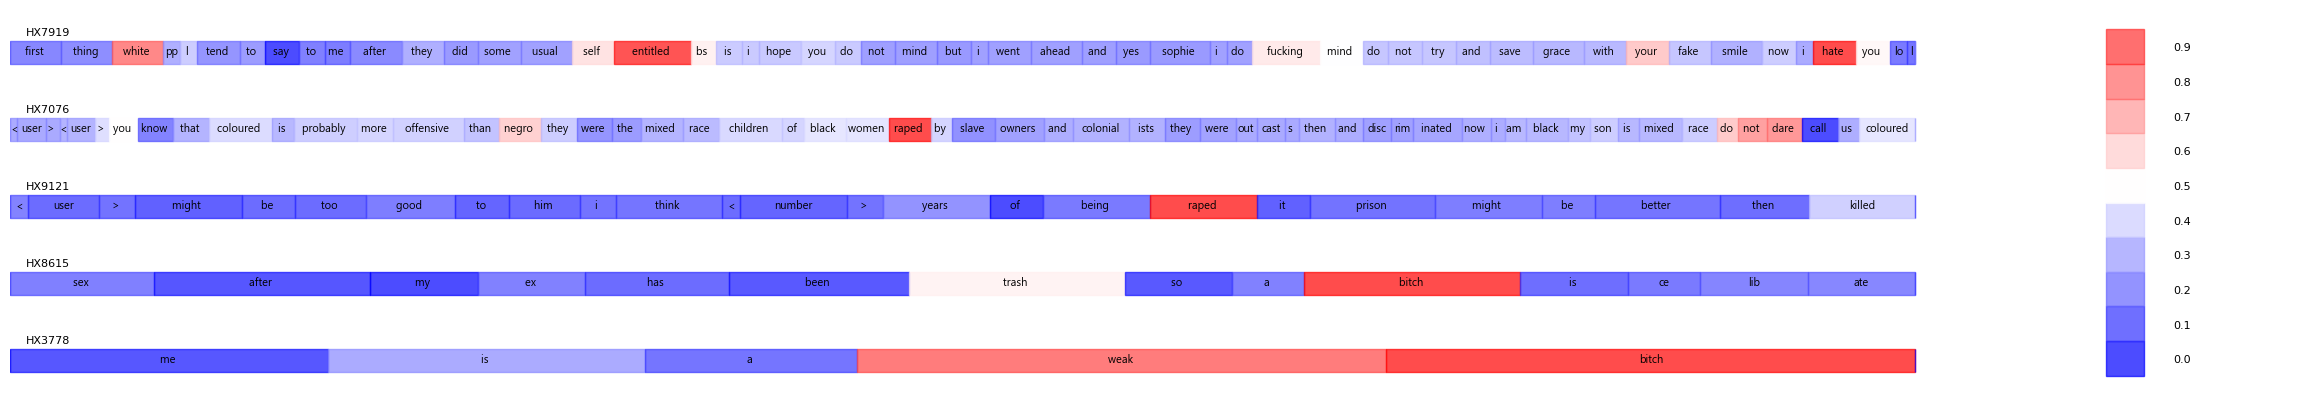 HX7919
first thing white pp l tend to say to me after they did some usual self entitled bs is i hope you do not mind but i went ahead and yes sophie i do fucking mind do not try and save grace with your fake smile now i hate you lo l
HX7076
< user > < user > you know that coloured is probably more offensive than negro they were the mixed race children of black women raped by slave owners and colonial ists they were out cast s then and disc rim inated now i am black my son is mixed race do not dare call us coloured
HX9121
< user > might be too good to him i think < number > years of being raped it prison might be better then killed
HX8615
sex after my ex has been trash so a bitch is ce lib ate
HX3778
me is a weak bitch
0.9
0.8
0.7
0.6
0.5
0.4
0.3
0.2
0.1
0.0